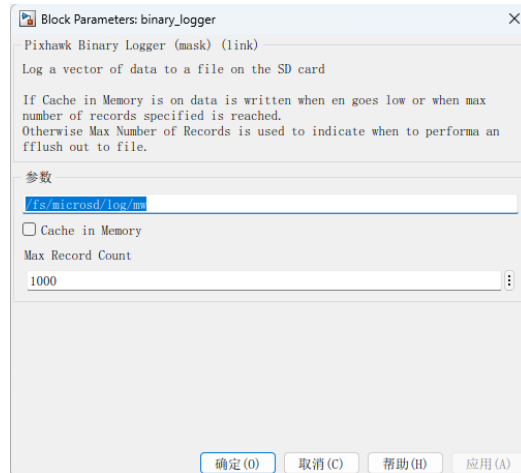 Block Parameters: binary_logger
Pixhawk Binary Logger (mask) (link)
Log a vector of data to a file on the SD card
If Cache in Memory is on data is written when en goes low or when max
number of records specified is reached.
Otherwise Max Number of Records is used to indicate when to performa an
fflush out to file.
参数
/fs/microsd/log/mw
Cache in Memory
Max Record Count
1000
确定(O) 取消(C) 帮助(H) 应用(A)